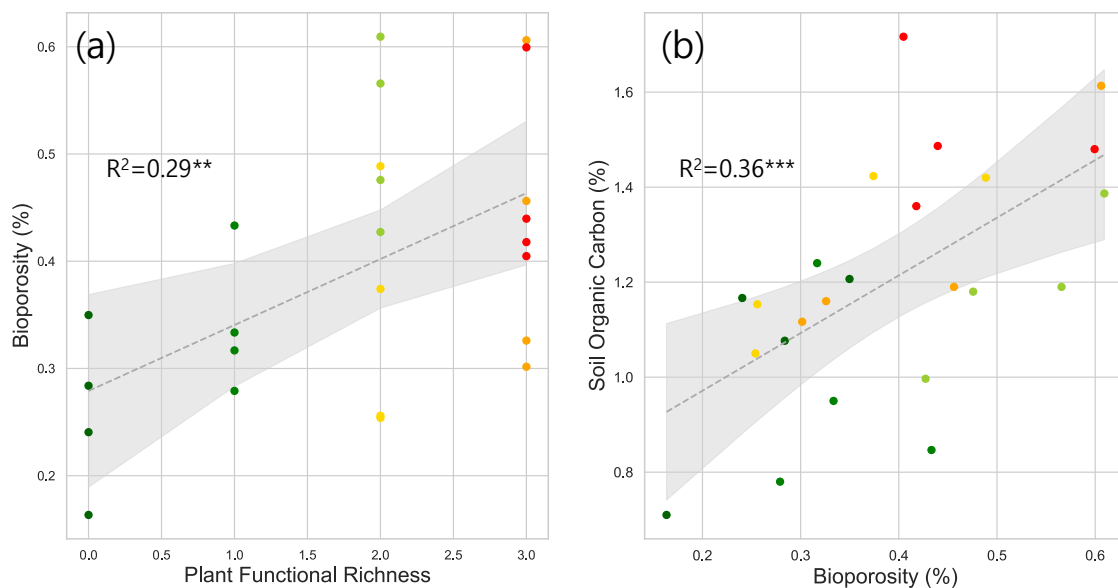 (a)
R²=0.29**
Bioporosity (%)
0.6
0.5
0.4
0.3
0.2
0.0 0.5 1.0 1.5 2.0 2.5 3.0
Plant Functional Richness
(b)
R²=0.36***
Soil Organic Carbon (%)
1.6
1.4
1.2
1.0
0.8
0.2 0.3 0.4 0.5 0.6
Bioporosity (%)